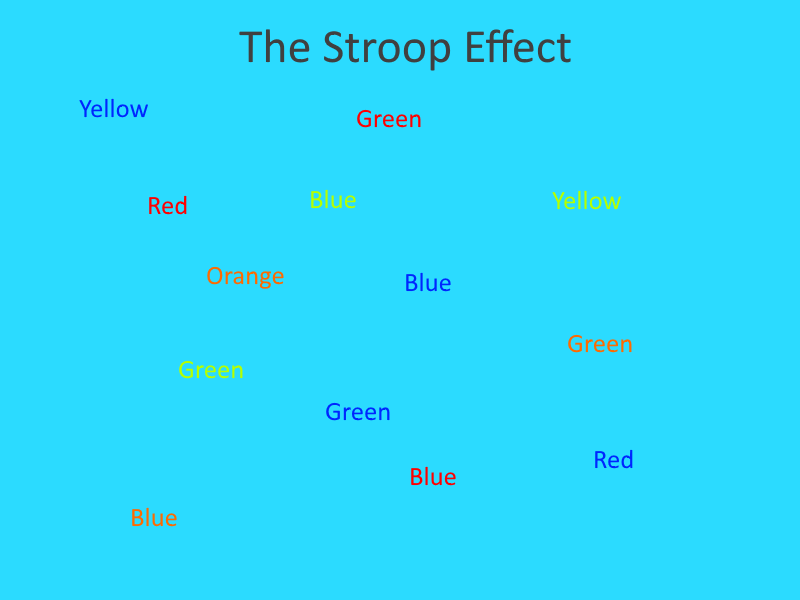 The Stroop Effect
Yellow
Green
Red
Blue
Yellow
Orange
Blue
Green
Green
Green
Red
Blue
Blue